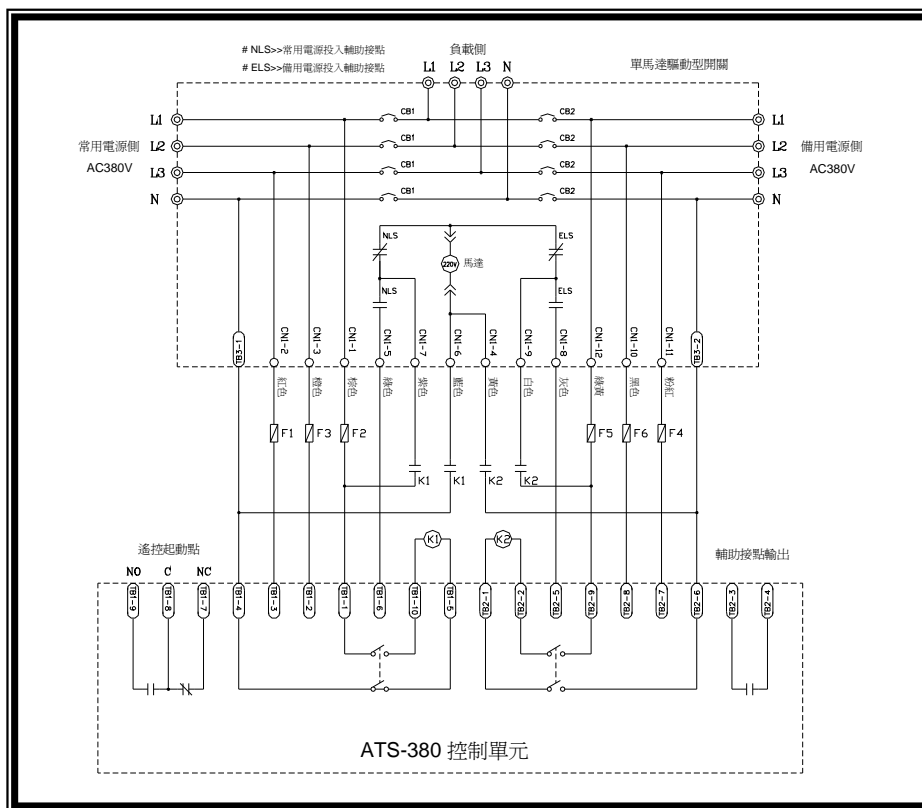 # NLS>>常用電源投入輔助接點
# ELS>>備用電源投入輔助接點
負載側
L1 L2 L3 N
單馬達驅動型開關
L1 CB1 CB2 L1
常用電源側 L2 CB1 CB2 L2 備用電源側
AC380V AC380V
L3 CB1 CB2 L3
N CB1 CB2 N
NLS ELS
220V 馬達
NLS ELS
TB3-1 CN1-2 CN1-3 CN1-1 CN1-5 CN1-7 CN1-6 CN1-4 CN1-9 CN1-8 CN1-12 CN1-10 CN1-11 TB3-2
紅色 橙色 棕色 綠色 紫色 藍色 黃色 白色 灰色 綠黃 黑色 粉紅
F1 F3 F2 F5 F6 F4
K1 K1 K2 K2
遙控起動點 K1 K2 輔助接點輸出
NO C NC
TB1-9 TB1-8 TB1-7 TB1-4 TB1-3 TB1-2 TB1-1 TB1-6 TB1-10 TB1-5 TB2-1 TB2-2 TB2-5 TB2-9 TB2-8 TB2-7 TB2-6 TB2-3 TB2-4
ATS-380 控制單元